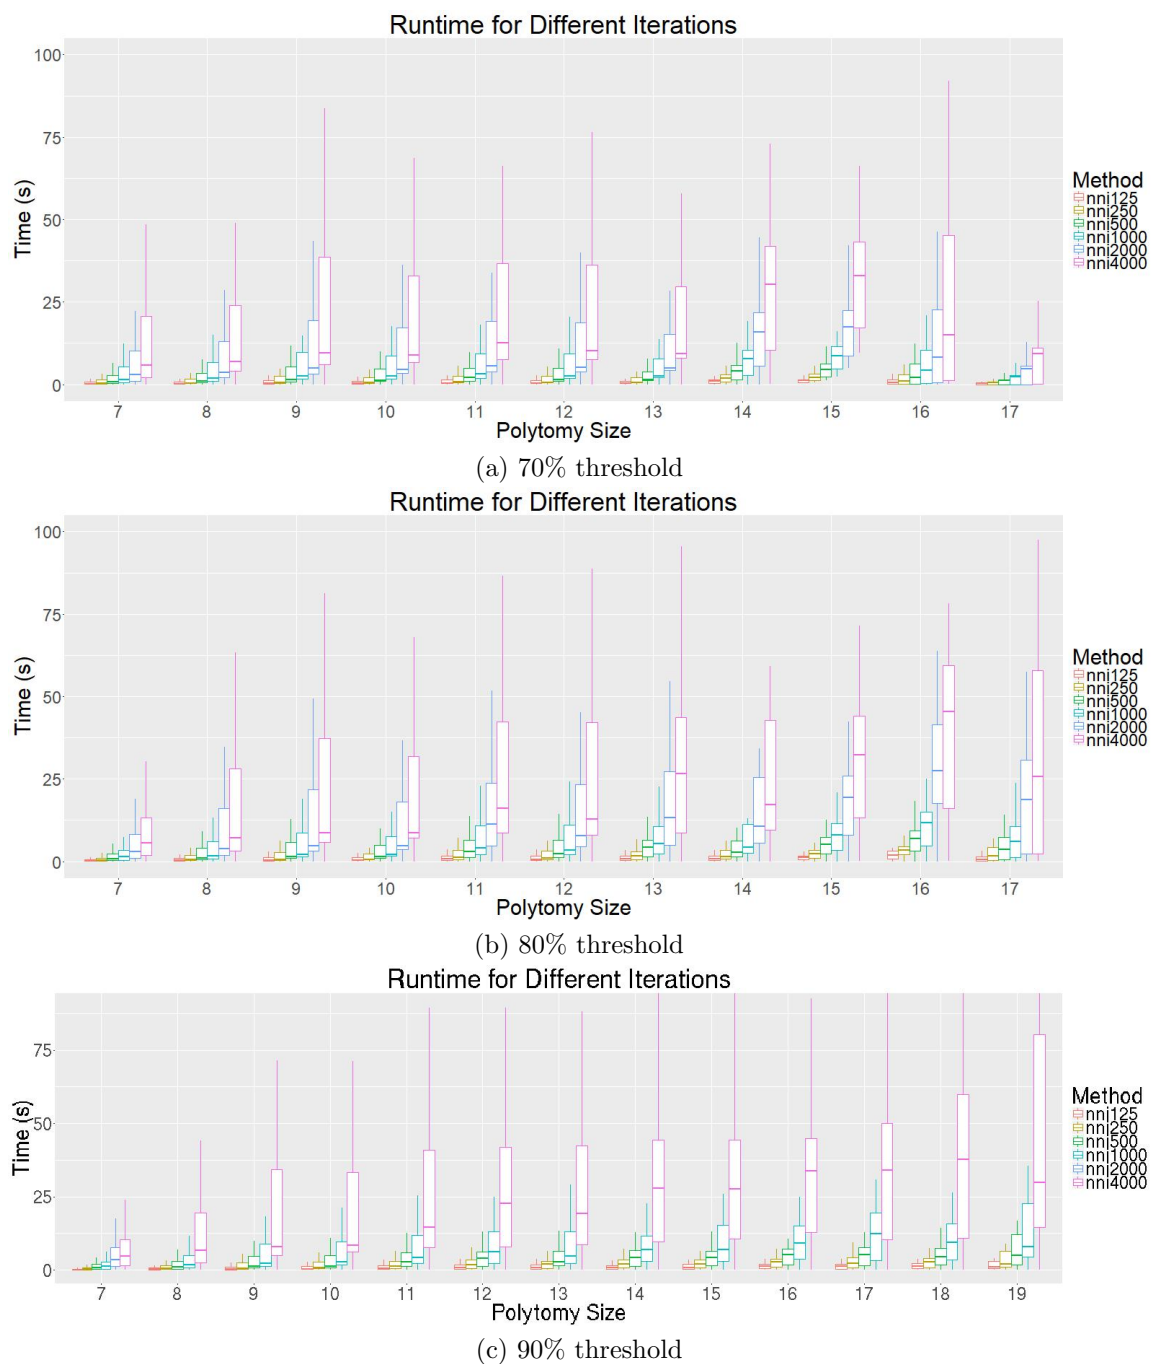 Runtime for Different Iterations
100
75
50
25
0
Time (s)
7 8 9 10 11 12 13 14 15 16 17
Polytomy Size
Method
nni125
nni250
nni500
nni1000
nni2000
nni4000
(a) 70% threshold
Runtime for Different Iterations
100
75
50
25
0
Time (s)
7 8 9 10 11 12 13 14 15 16 17
Polytomy Size
Method
nni125
nni250
nni500
nni1000
nni2000
nni4000
(b) 80% threshold
Runtime for Different Iterations
75
50
25
0
Time (s)
7 8 9 10 11 12 13 14 15 16 17 18 19
Polytomy Size
Method
nni125
nni250
nni500
nni1000
nni2000
nni4000
(c) 90% threshold